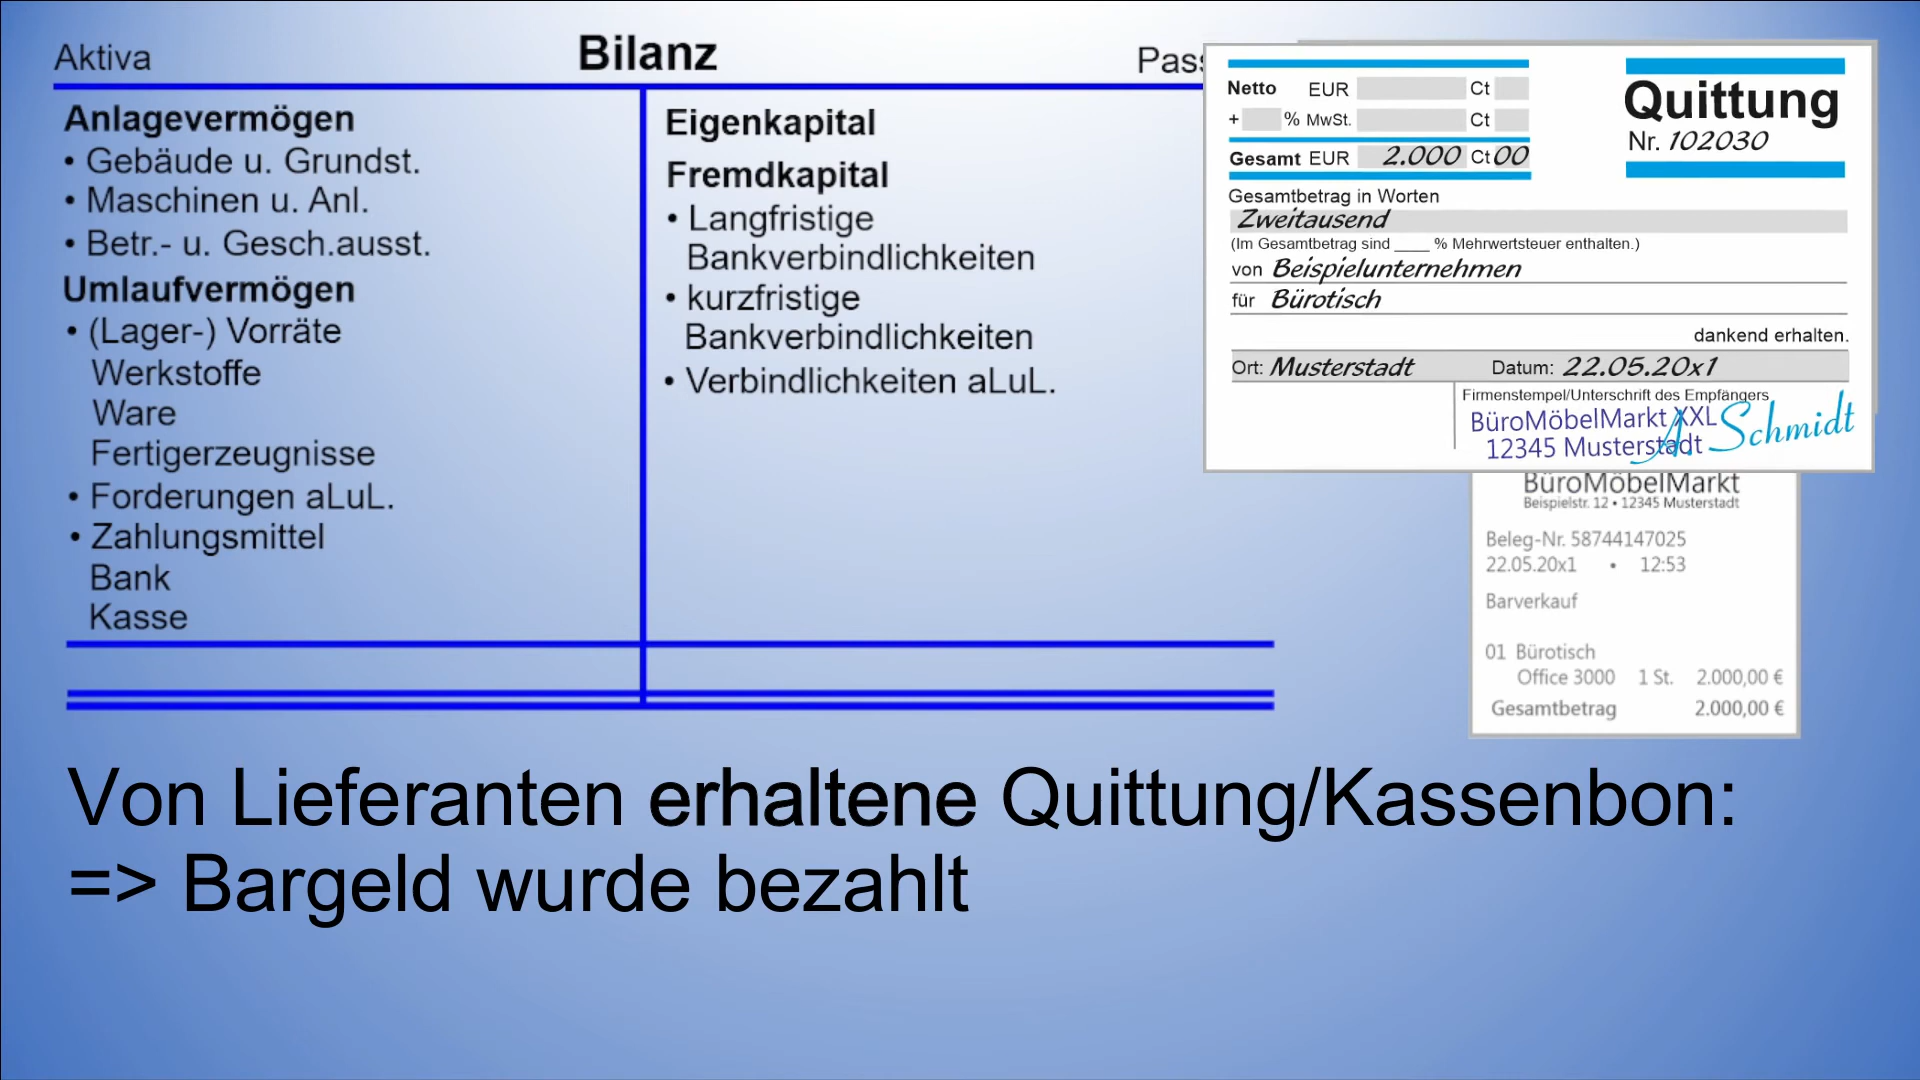 Aktiva Bilanz Pass
Anlagevermögen
• Gebäude u. Grundst.
• Maschinen u. Anl.
• Betr.- u. Gesch.ausst.
Umlaufvermögen
• (Lager-) Vorräte
Werkstoffe
Ware
Fertigerzeugnisse
• Forderungen aLuL.
• Zahlungsmittel
Bank
Kasse
Eigenkapital
Fremdkapital
• Langfristige
Bankverbindlichkeiten
• kurzfristige
Bankverbindlichkeiten
• Verbindlichkeiten aLuL.
Netto EUR Ct
+ % MwSt. Ct
Gesamt EUR 2.000 Ct 00
Quittung
Nr. 102030
Gesamtbetrag in Worten
Zweitausend
(Im Gesamtbetrag sind ____ % Mehrwertsteuer enthalten.)
von Beispielunternehmen
für Bürotisch
dankend erhalten.
Ort: Musterstadt Datum: 22.05.20x1
Firmenstempel/Unterschrift des Empfängers
BüroMöbelMarkt XXL
12345 Musterstadt
A. Schmidt
BüroMöbelMarkt
Beispielstr. 12 • 12345 Musterstadt
Beleg-Nr. 58744147025
22.05.20x1 • 12:53
Barverkauf
01 Bürotisch
Office 3000 1 St. 2.000,00 €
Gesamtbetrag 2.000,00 €
Von Lieferanten erhaltene Quittung/Kassenbon:
=> Bargeld wurde bezahlt